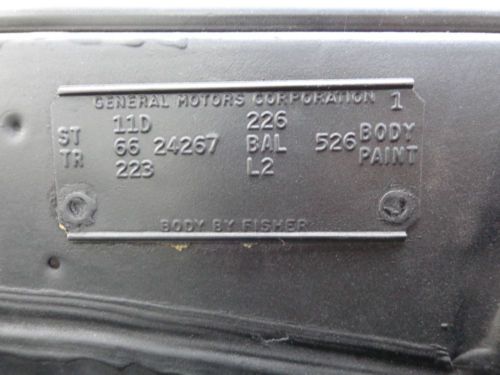 GENERAL MOTORS CORPORATION 1
11D 226
ST 66 24267 BAL 526 BODY
TR 223 L2 PAINT
BODY BY FISHER